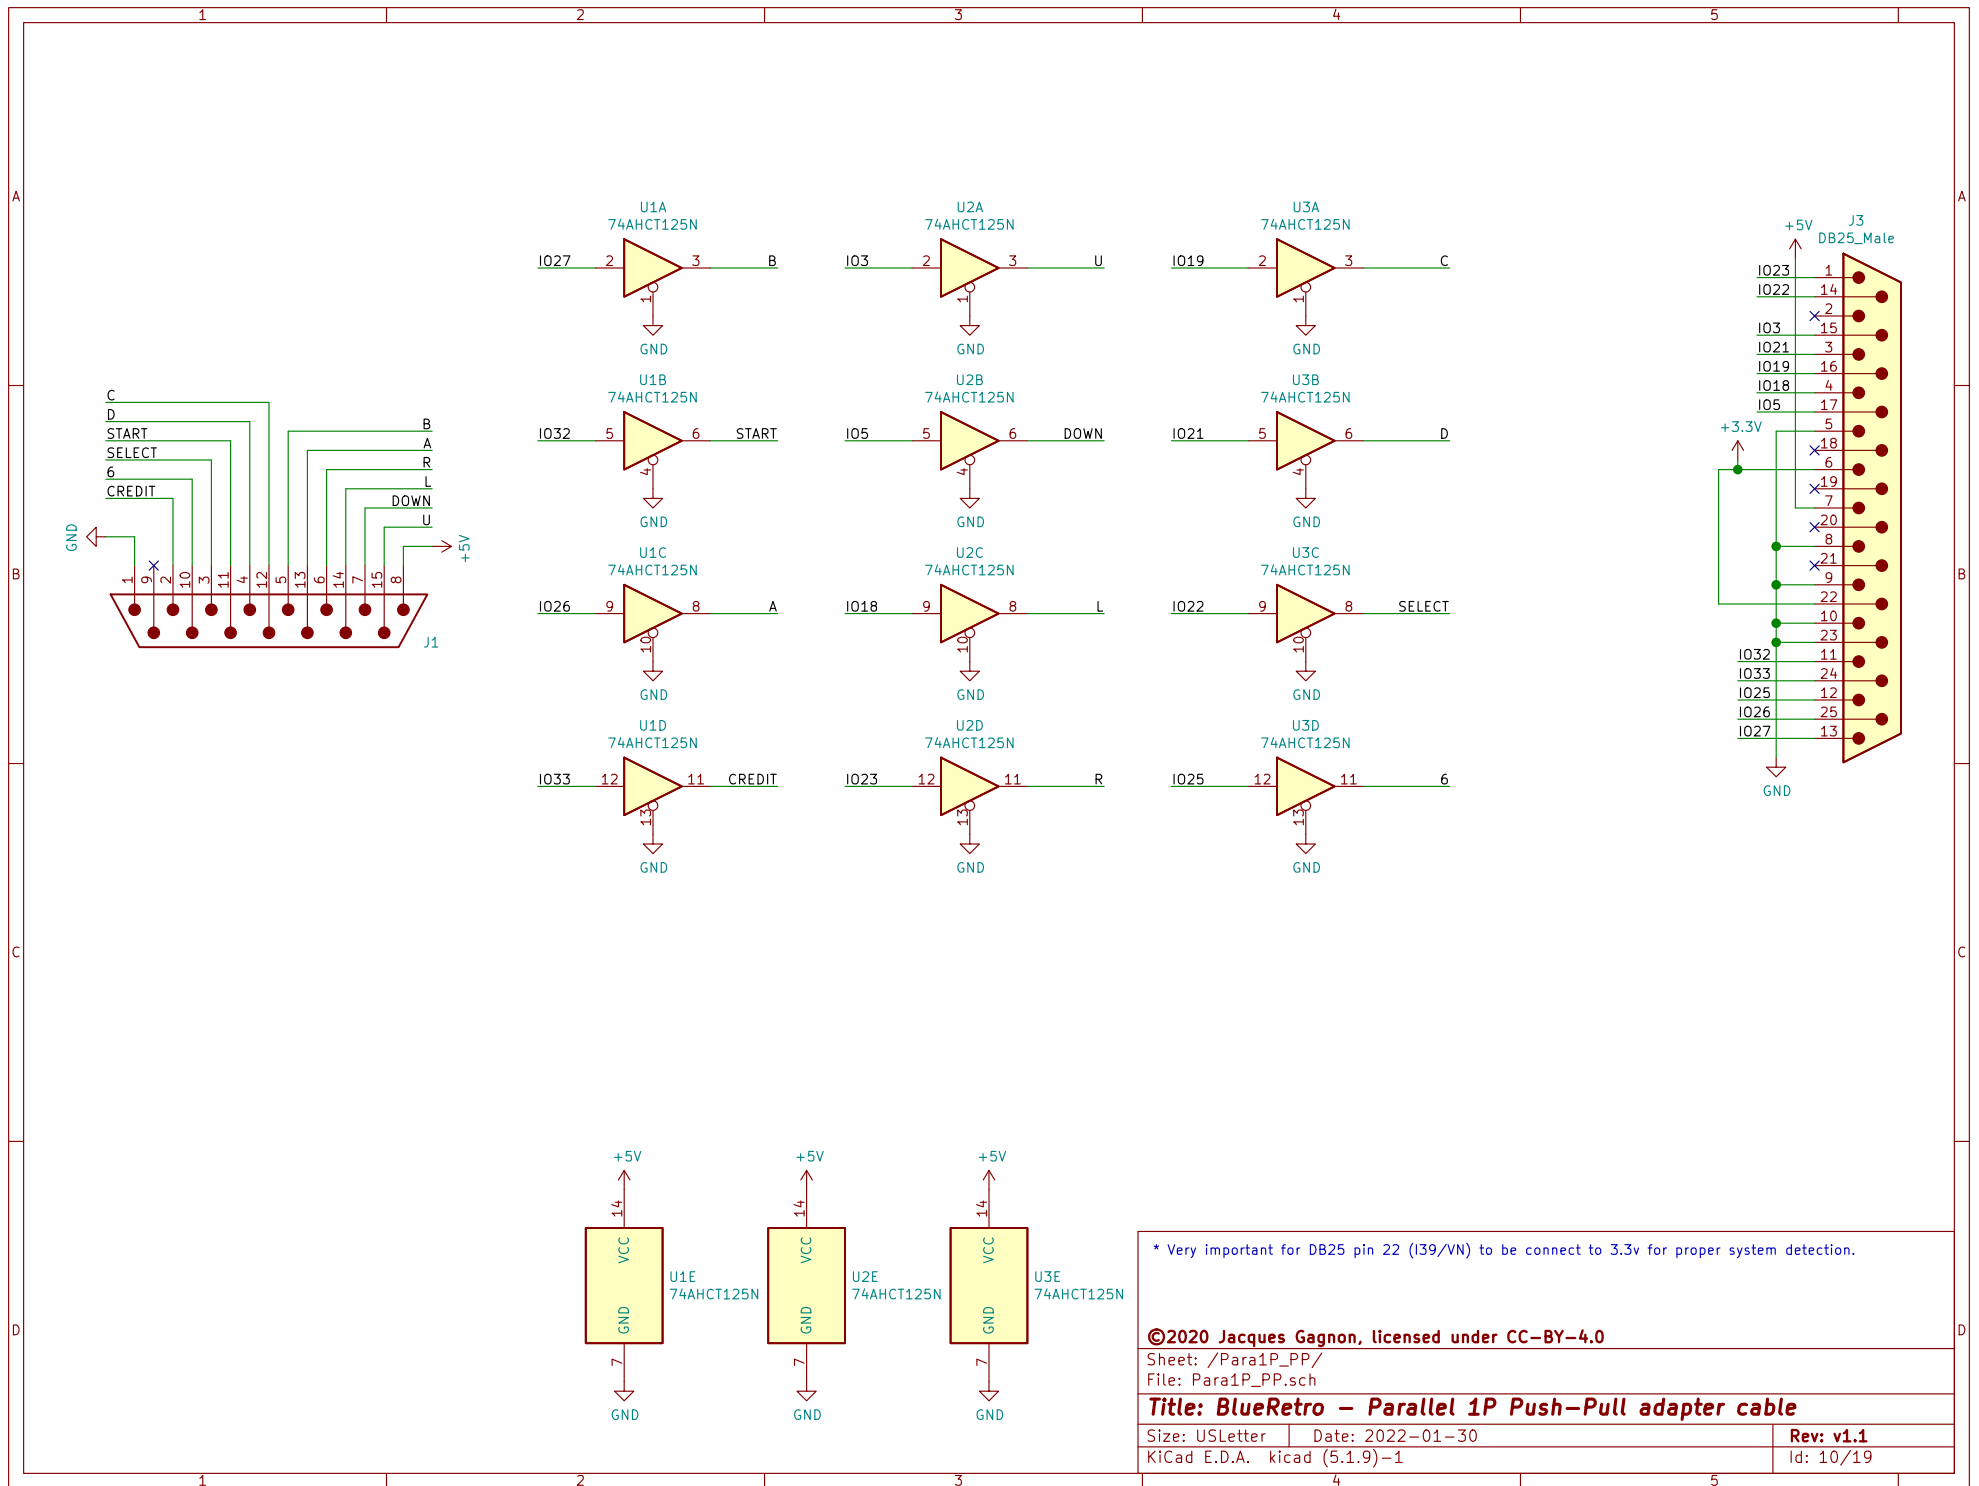 1 2 3 4 5
A A
B B
C C
D D
U1A
74AHCT125N
IO27 2 3 B
1
GND
U2A
74AHCT125N
IO3 2 3 U
1
GND
U3A
74AHCT125N
IO19 2 3 C
1
GND
U1B
74AHCT125N
IO32 5 6 START
4
GND
U2B
74AHCT125N
IO5 5 6 DOWN
4
GND
U3B
74AHCT125N
IO21 5 6 D
4
GND
U1C
74AHCT125N
IO26 9 8 A
10
GND
U2C
74AHCT125N
IO18 9 8 L
10
GND
U3C
74AHCT125N
IO22 9 8 SELECT
10
GND
U1D
74AHCT125N
IO33 12 11 CREDIT
13
GND
U2D
74AHCT125N
IO23 12 11 R
13
GND
U3D
74AHCT125N
IO25 12 11 6
13
GND
C
D
START
SELECT
6
CREDIT
GND
B
A
R
L
DOWN
U
+5V
1 9 2 10 3 11 4 12 5 13 6 14 7 15 8
J1
J3
DB25_Male
+5V
IO23 1
IO22 14
2
IO3 15
IO21 3
IO19 16
IO18 4
IO5 17
5
+3.3V
18
6
19
7
20
8
21
9
22
10
23
IO32 11
IO33 24
IO25 12
IO26 25
IO27 13
GND
+5V
14
VCC
GND
7
GND
U1E
74AHCT125N
+5V
14
VCC
GND
7
GND
U2E
74AHCT125N
+5V
14
VCC
GND
7
GND
U3E
74AHCT125N
* Very important for DB25 pin 22 (I39/VN) to be connect to 3.3v for proper system detection.
©2020 Jacques Gagnon, licensed under CC-BY-4.0
Sheet: /Para1P_PP/
File: Para1P_PP.sch
Title: BlueRetro - Parallel 1P Push-Pull adapter cable
Size: USLetter Date: 2022-01-30 Rev: v1.1
KiCad E.D.A. kicad (5.1.9)-1 Id: 10/19
1 2 3 4 5